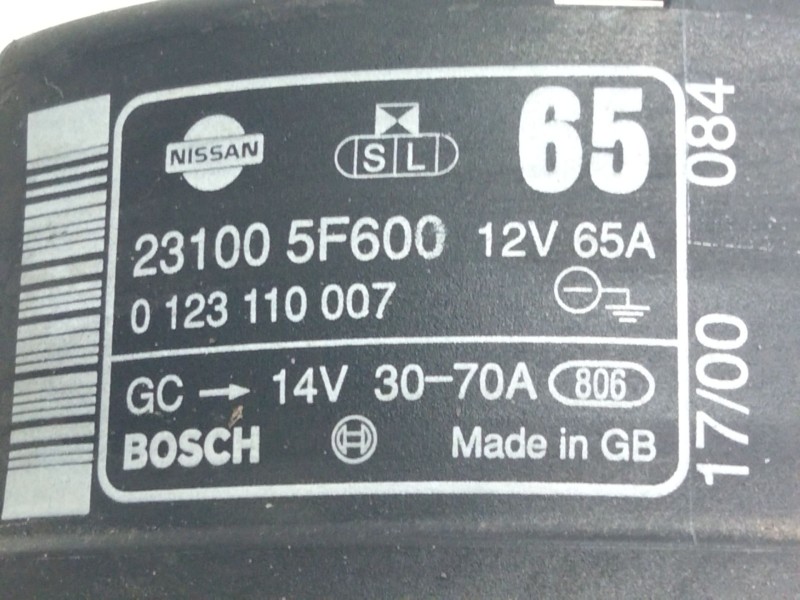 NISSAN S L 65
23100 5F600 12V 65A
0 123 110 007
GC → 14V 30-70A 806
BOSCH Made in GB
084
17/00